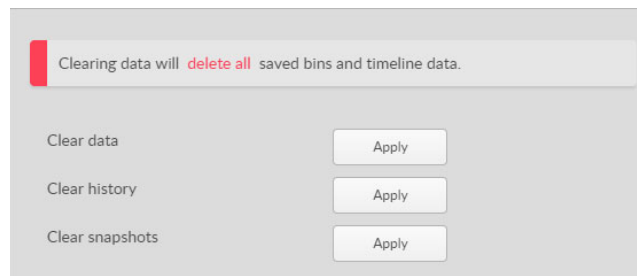 Clearing data will delete all saved bins and timeline data.
Clear data Apply
Clear history Apply
Clear snapshots Apply